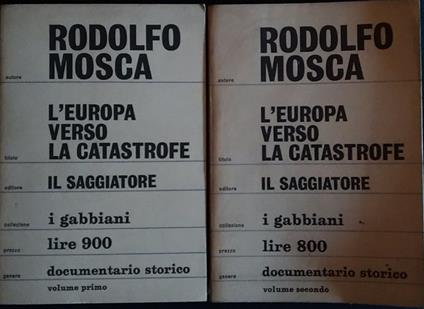 RODOLFO
MOSCA
autore
L'EUROPA
VERSO
LA CATASTROFE
titolo
IL SAGGIATORE
editore
i gabbiani
collezione
lire 900
prezzo
documentario storico
genere
volume primo
RODOLFO
MOSCA
autore
L'EUROPA
VERSO
LA CATASTROFE
titolo
IL SAGGIATORE
editore
i gabbiani
collezione
lire 800
prezzo
documentario storico
genere
volume secondo